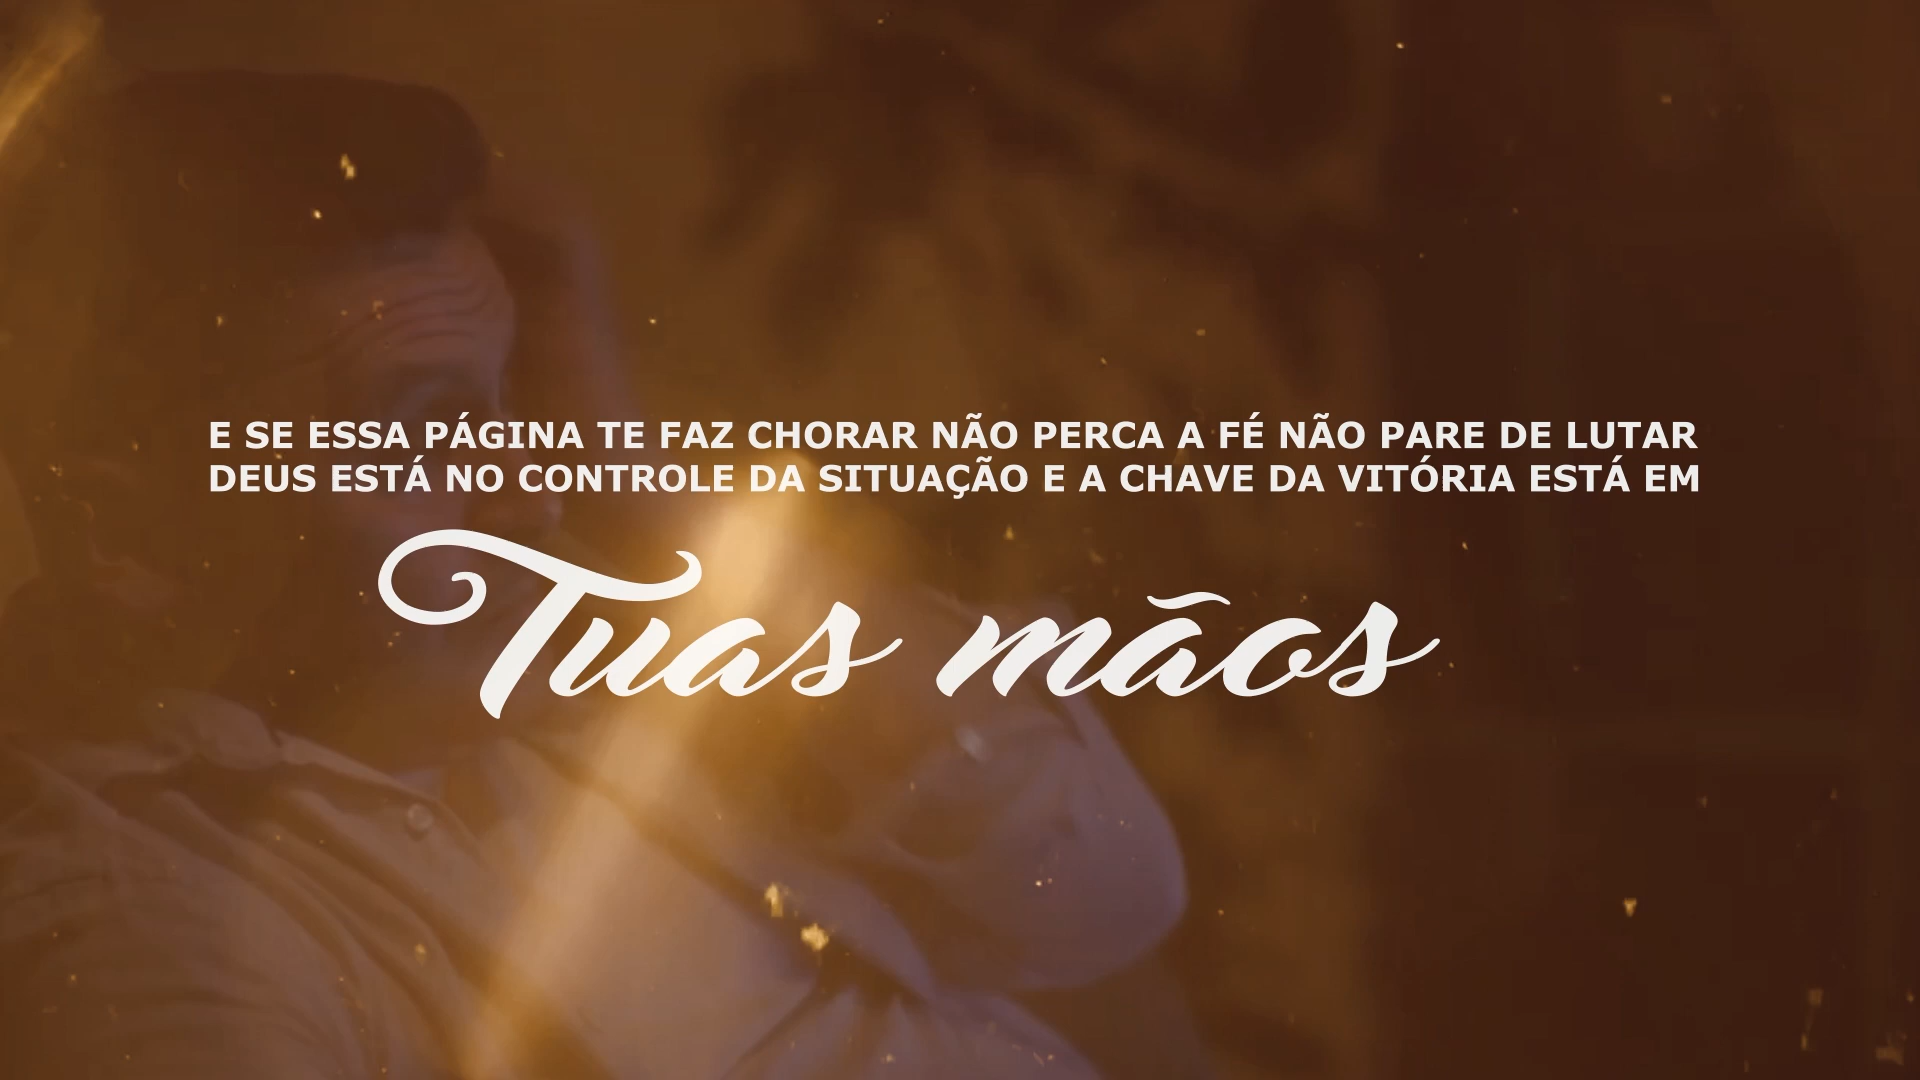 E SE ESSA PÁGINA TE FAZ CHORAR NÃO PERCA A FÉ NÃO PARE DE LUTAR
DEUS ESTÁ NO CONTROLE DA SITUAÇÃO E A CHAVE DA VITÓRIA ESTÁ EM
Tuas mãos